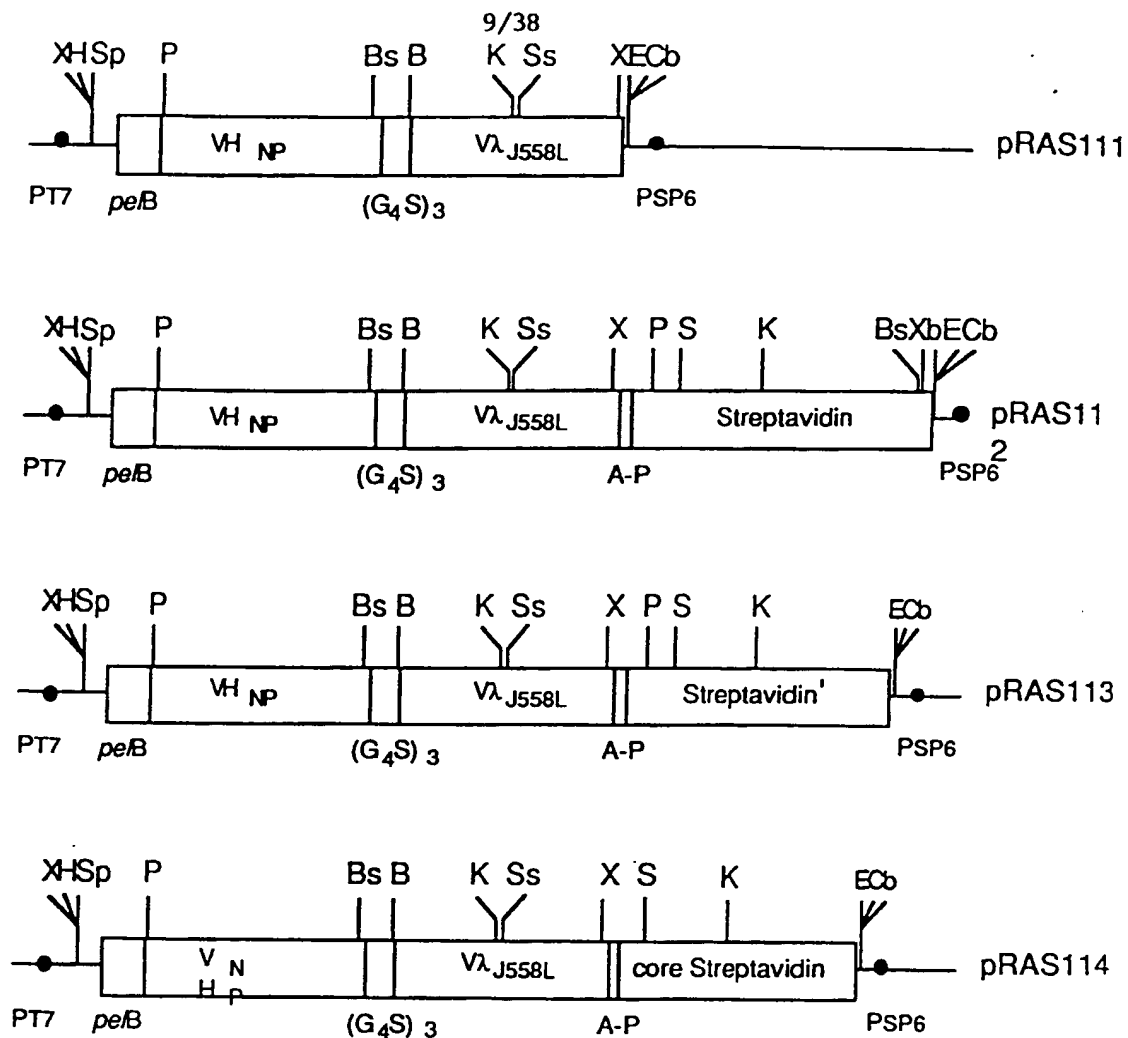 9/38
XHSp P Bs B K Ss XECb
VH NP Vλ J558L pRAS111
PT7 pelB (G4S)3 PSP6
XHSp P Bs B K Ss X P S K BsXbECb
VH NP Vλ J558L Streptavidin pRAS11
2
PT7 pelB (G4S)3 A-P PSP6
XHSp P Bs B K Ss X P S K ECb
VH NP Vλ J558L Streptavidin' pRAS113
PT7 pelB (G4S)3 A-P PSP6
XHSp P Bs B K Ss X S K ECb
V N Vλ J558L core Streptavidin pRAS114
H P
PT7 pelB (G4S)3 A-P PSP6